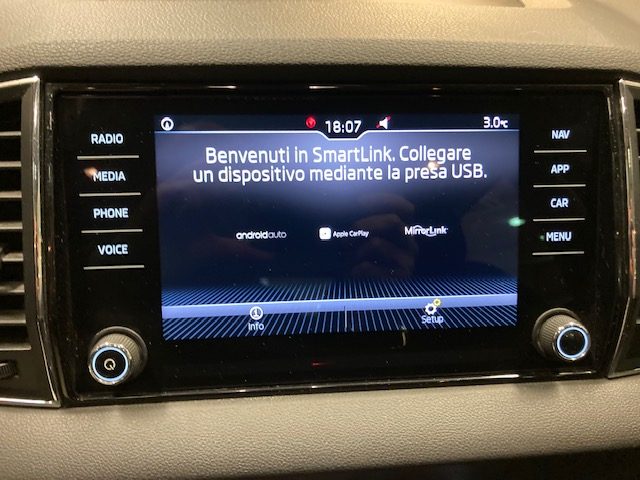 18:07
3.0°C
RADIO
MEDIA
PHONE
VOICE
Benvenuti in SmartLink. Collegare
un dispositivo mediante la presa USB.
androidauto
Apple CarPlay
MirrorLink
Info
Setup
NAV
APP
CAR
MENU